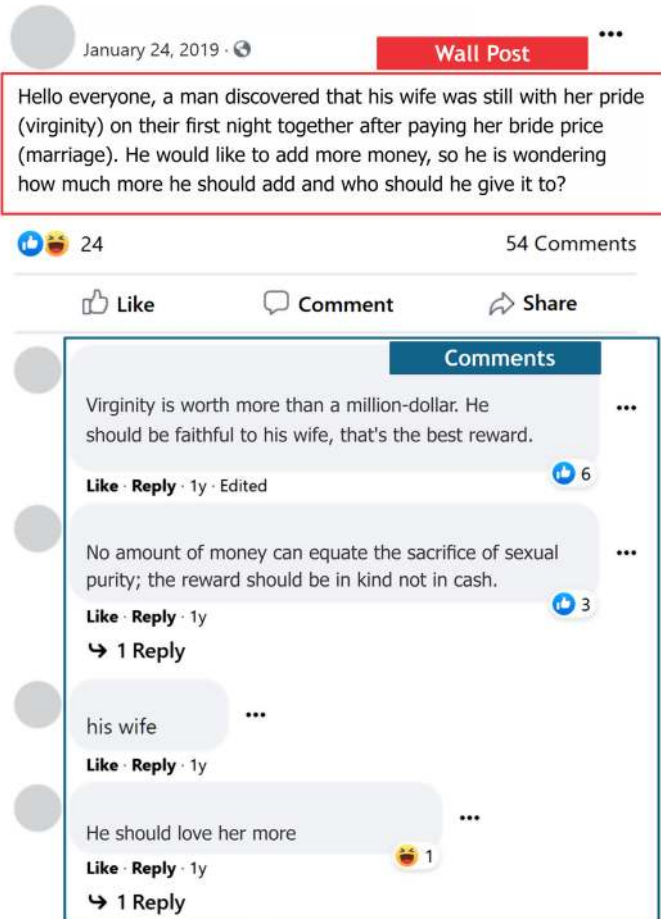 January 24, 2019 ·
Wall Post
Hello everyone, a man discovered that his wife was still with her pride
(virginity) on their first night together after paying her bride price
(marriage). He would like to add more money, so he is wondering
how much more he should add and who should he give it to?
24
54 Comments
Like
Comment
Share
Comments
Virginity is worth more than a million-dollar. He
should be faithful to his wife, that's the best reward.
6
Like · Reply · 1y · Edited
No amount of money can equate the sacrifice of sexual
purity; the reward should be in kind not in cash.
3
Like · Reply · 1y
1 Reply
his wife
Like · Reply · 1y
He should love her more
1
Like · Reply · 1y
1 Reply